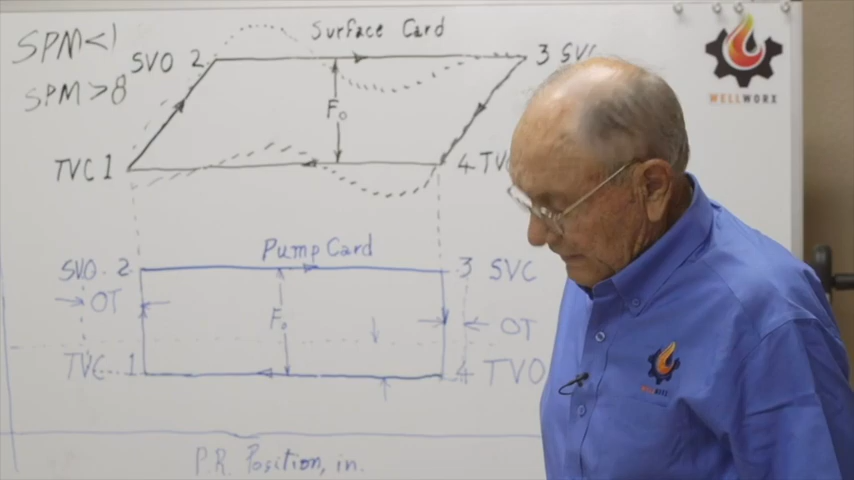 SPM<1
SPM>8
Surface Card
SVO 2
3 SVC
F₀
TVC 1
4 TV
WELLWORX
Pump Card
SVO 2
3 SVC
OT
F₀
OT
TVC 1
4 TVO
P.R. Position, in.
WELLWORX